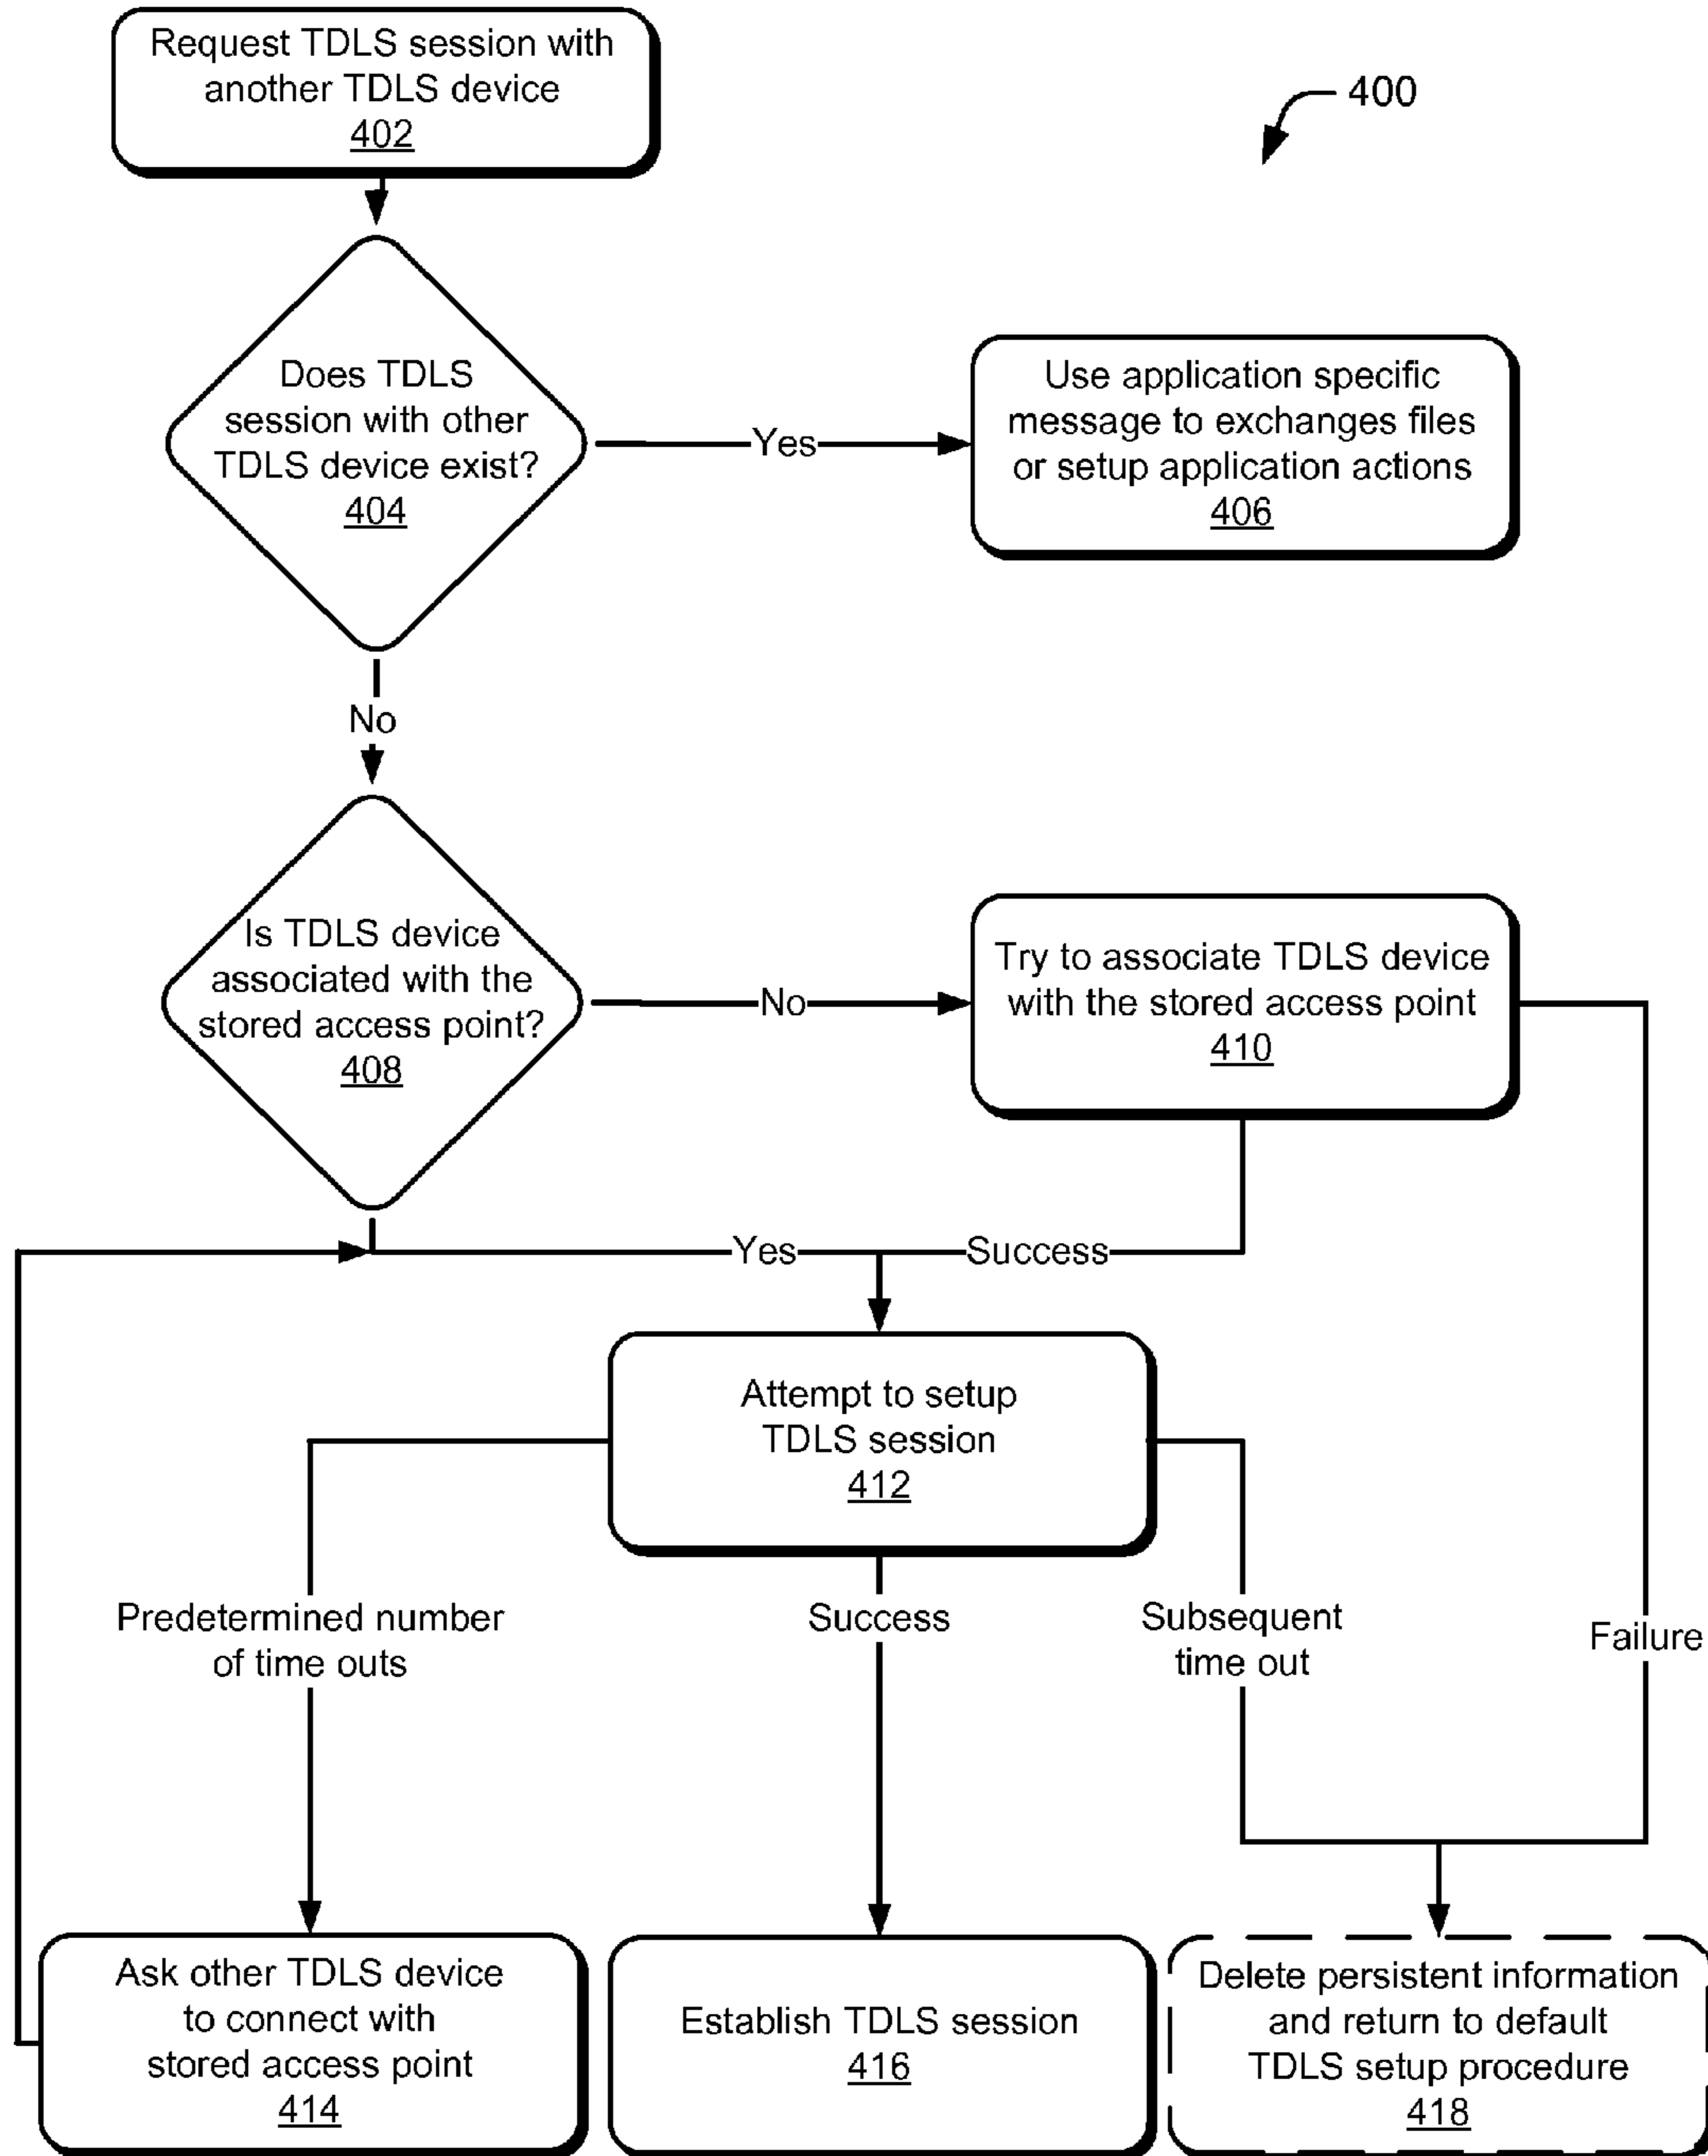 Request TDLS session with
another TDLS device
402
400
Does TDLS
session with other
TDLS device exist?
404
Yes
Use application specific
message to exchanges files
or setup application actions
406
No
Is TDLS device
associated with the
stored access point?
408
No
Try to associate TDLS device
with the stored access point
410
Yes
Success
Attempt to setup
TDLS session
412
Predetermined number
of time outs
Success
Subsequent
time out
Failure
Ask other TDLS device
to connect with
stored access point
414
Establish TDLS session
416
Delete persistent information
and return to default
TDLS setup procedure
418